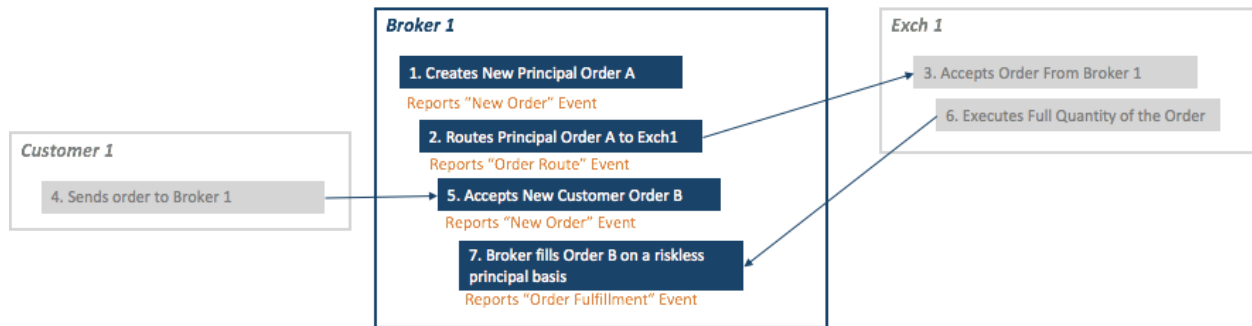 Broker 1
1. Creates New Principal Order A
Reports "New Order" Event
2. Routes Principal Order A to Exch1
Reports "Order Route" Event
5. Accepts New Customer Order B
Reports "New Order" Event
7. Broker fills Order B on a riskless
principal basis
Reports "Order Fulfillment" Event
Customer 1
4. Sends order to Broker 1
Exch 1
3. Accepts Order From Broker 1
6. Executes Full Quantity of the Order